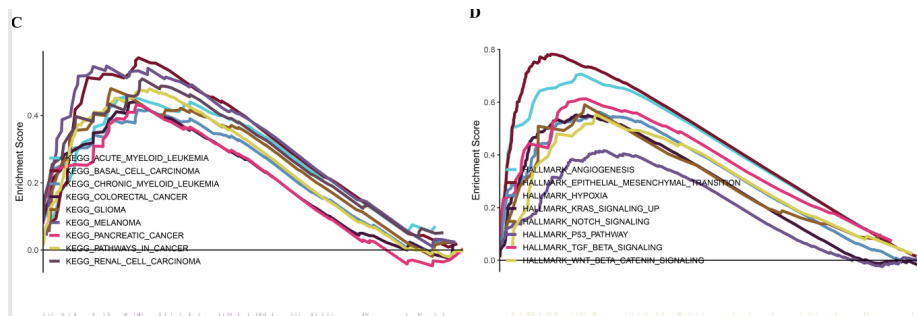 C
Enrichment Score
0.4
0.2
0.0
KEGG_ACUTE_MYELOID_LEUKEMIA
KEGG_BASAL_CELL_CARCINOMA
KEGG_CHRONIC_MYELOID_LEUKEMIA
KEGG_COLORECTAL_CANCER
KEGG_GLIOMA
KEGG_MELANOMA
KEGG_PANCREATIC_CANCER
KEGG_PATHWAYS_IN_CANCER
KEGG_RENAL_CELL_CARCINOMA
D
Enrichment Score
0.8
0.6
0.4
0.2
0.0
HALLMARK_ANGIOGENESIS
HALLMARK_EPITHELIAL_MESENCHYMAL_TRANSITION
HALLMARK_HYPOXIA
HALLMARK_KRAS_SIGNALING_UP
HALLMARK_NOTCH_SIGNALING
HALLMARK_P53_PATHWAY
HALLMARK_TGF_BETA_SIGNALING
HALLMARK_WNT_BETA_CATENIN_SIGNALING